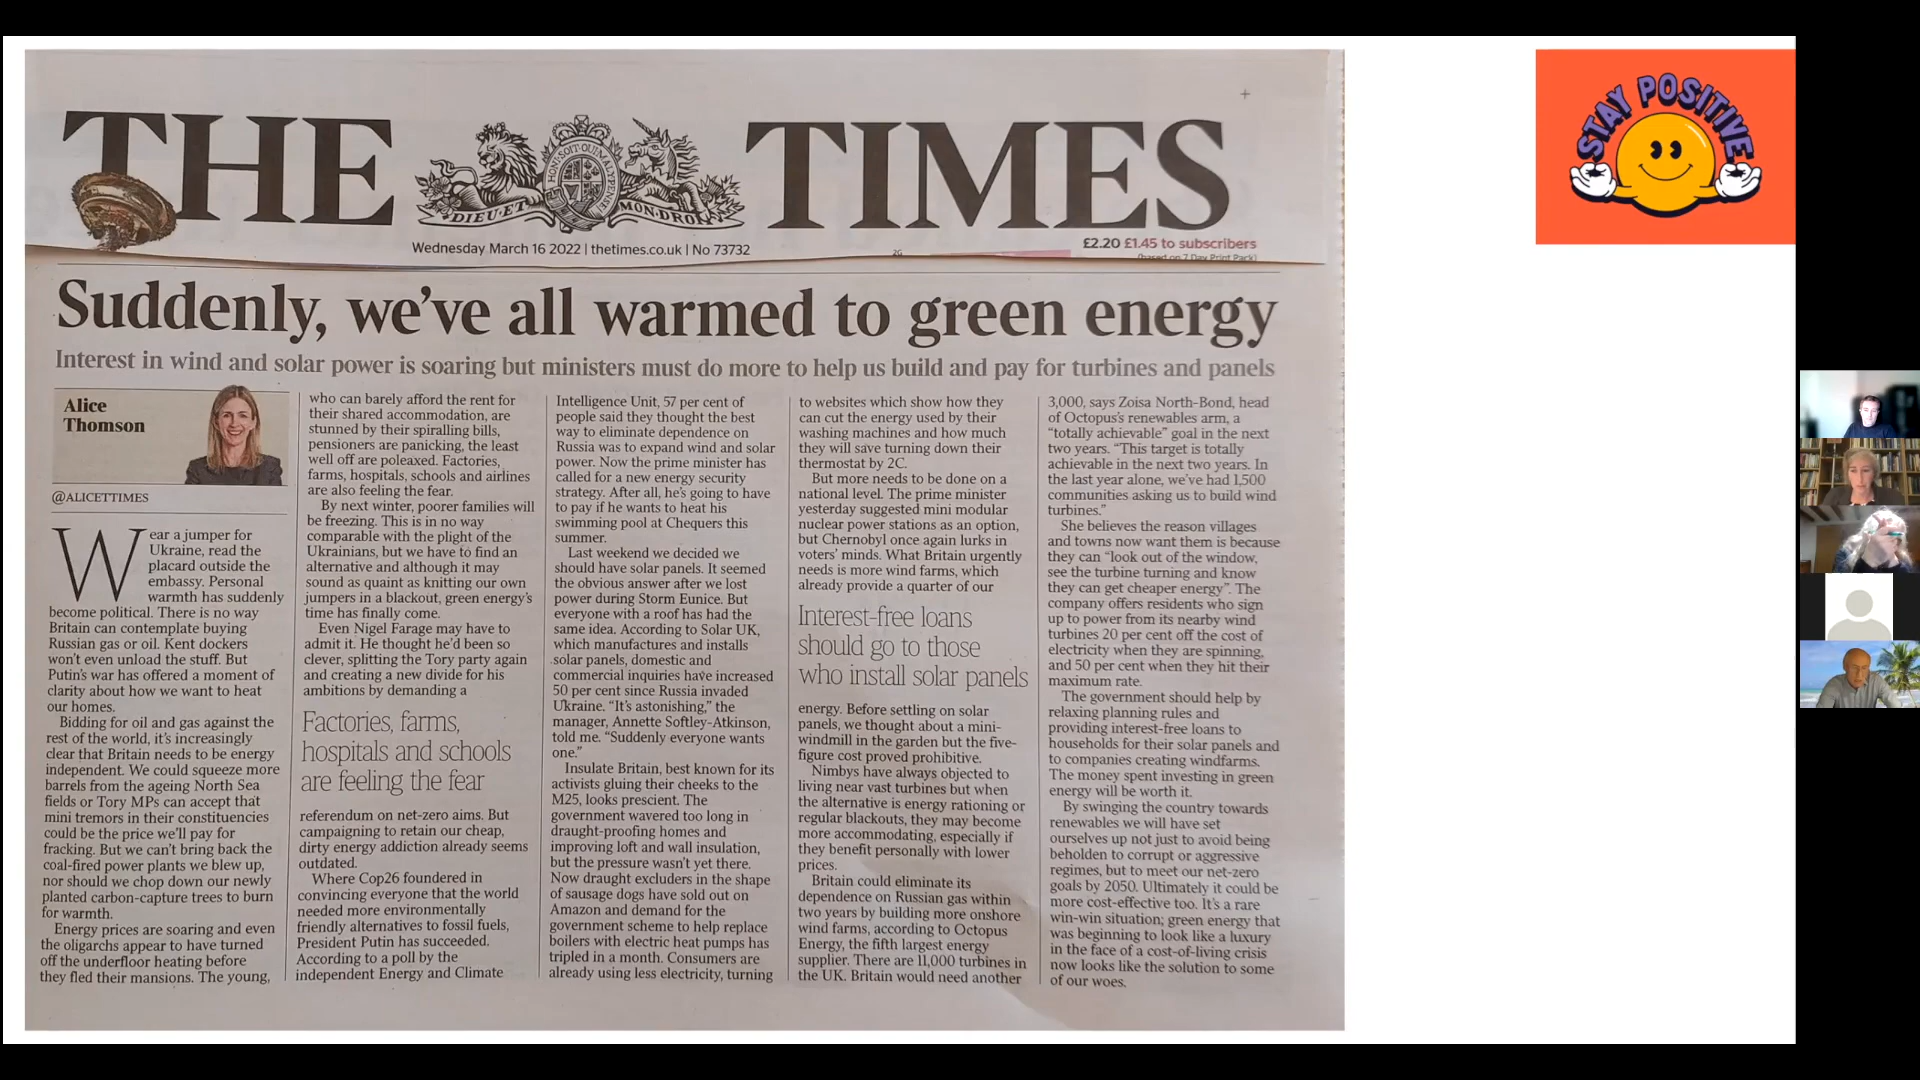 THE TIMES
HONI·SOIT·QUI·MAL·Y·PENSE
DIEU·ET MON·DROIT
Wednesday March 16 2022 | thetimes.co.uk | No 73732
2G
£2.20 £1.45 to subscribers
(based on 7 Day Print Pack)
Suddenly, we've all warmed to green energy
Interest in wind and solar power is soaring but ministers must do more to help us build and pay for turbines and panels
Alice
Thomson
@ALICETTIMES
Wear a jumper for
Ukraine, read the
placard outside the
embassy. Personal
warmth has suddenly
become political. There is no way
Britain can contemplate buying
Russian gas or oil. Kent dockers
won't even unload the stuff. But
Putin's war has offered a moment of
clarity about how we want to heat
our homes.
Bidding for oil and gas against the
rest of the world, it's increasingly
clear that Britain needs to be energy
independent. We could squeeze more
barrels from the ageing North Sea
fields or Tory MPs can accept that
mini tremors in their constituencies
could be the price we'll pay for
fracking. But we can't bring back the
coal-fired power plants we blew up,
nor should we chop down our newly
planted carbon-capture trees to burn
for warmth.
Energy prices are soaring and even
the oligarchs appear to have turned
off the underfloor heating before
they fled their mansions. The young,
who can barely afford the rent for
their shared accommodation, are
stunned by their spiralling bills,
pensioners are panicking, the least
well off are poleaxed. Factories,
farms, hospitals, schools and airlines
are also feeling the fear.
By next winter, poorer families will
be freezing. This is in no way
comparable with the plight of the
Ukrainians, but we have to find an
alternative and although it may
sound as quaint as knitting our own
jumpers in a blackout, green energy's
time has finally come.
Even Nigel Farage may have to
admit it. He thought he'd been so
clever, splitting the Tory party again
and creating a new divide for his
ambitions by demanding a
Factories, farms,
hospitals and schools
are feeling the fear
referendum on net-zero aims. But
campaigning to retain our cheap,
dirty energy addiction already seems
outdated.
Where Cop26 foundered in
convincing everyone that the world
needed more environmentally
friendly alternatives to fossil fuels,
President Putin has succeeded.
According to a poll by the
independent Energy and Climate
Intelligence Unit, 57 per cent of
people said they thought the best
way to eliminate dependence on
Russia was to expand wind and solar
power. Now the prime minister has
called for a new energy security
strategy. After all, he's going to have
to pay if he wants to heat his
swimming pool at Chequers this
summer.
Last weekend we decided we
should have solar panels. It seemed
the obvious answer after we lost
power during Storm Eunice. But
everyone with a roof has had the
same idea. According to Solar UK,
which manufactures and installs
solar panels, domestic and
commercial inquiries have increased
50 per cent since Russia invaded
Ukraine. "It's astonishing," the
manager, Annette Softley-Atkinson,
told me. "Suddenly everyone wants
one."
Insulate Britain, best known for its
activists gluing their cheeks to the
M25, looks prescient. The
government wavered too long in
draught-proofing homes and
improving loft and wall insulation,
but the pressure wasn't yet there.
Now draught excluders in the shape
of sausage dogs have sold out on
Amazon and demand for the
government scheme to help replace
boilers with electric heat pumps has
tripled in a month. Consumers are
already using less electricity, turning
to websites which show how they
can cut the energy used by their
washing machines and how much
they will save turning down their
thermostat by 2C.
But more needs to be done on a
national level. The prime minister
yesterday suggested mini modular
nuclear power stations as an option,
but Chernobyl once again lurks in
voters' minds. What Britain urgently
needs is more wind farms, which
already provide a quarter of our
Interest-free loans
should go to those
who install solar panels
energy. Before settling on solar
panels, we thought about a mini-
windmill in the garden but the five-
figure cost proved prohibitive.
Nimbys have always objected to
living near vast turbines but when
the alternative is energy rationing or
regular blackouts, they may become
more accommodating, especially if
they benefit personally with lower
prices.
Britain could eliminate its
dependence on Russian gas within
two years by building more onshore
wind farms, according to Octopus
Energy, the fifth largest energy
supplier. There are 11,000 turbines in
the UK. Britain would need another
3,000, says Zoisa North-Bond, head
of Octopus's renewables arm, a
"totally achievable" goal in the next
two years. "This target is totally
achievable in the next two years. In
the last year alone, we've had 1,500
communities asking us to build wind
turbines."
She believes the reason villages
and towns now want them is because
they can "look out of the window,
see the turbine turning and know
they can get cheaper energy". The
company offers residents who sign
up to power from its nearby wind
turbines 20 per cent off the cost of
electricity when they are spinning,
and 50 per cent when they hit their
maximum rate.
The government should help by
relaxing planning rules and
providing interest-free loans to
households for their solar panels and
to companies creating windfarms.
The money spent investing in green
energy will be worth it.
By swinging the country towards
renewables we will have set
ourselves up not just to avoid being
beholden to corrupt or aggressive
regimes, but to meet our net-zero
goals by 2050. Ultimately it could be
more cost-effective too. It's a rare
win-win situation; green energy that
was beginning to look like a luxury
in the face of a cost-of-living crisis
now looks like the solution to some
of our woes.
STAY POSITIVE